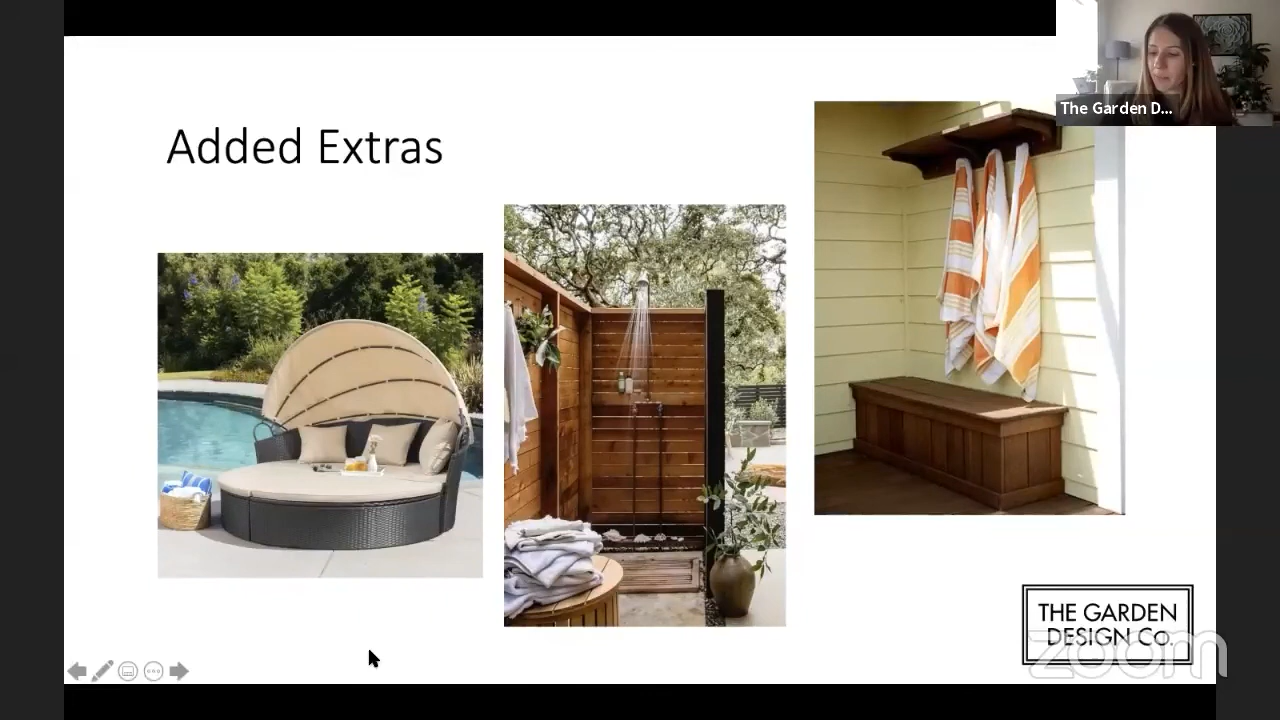 The Garden D...
Added Extras
THE GARDEN
DESIGN Co.
zoom